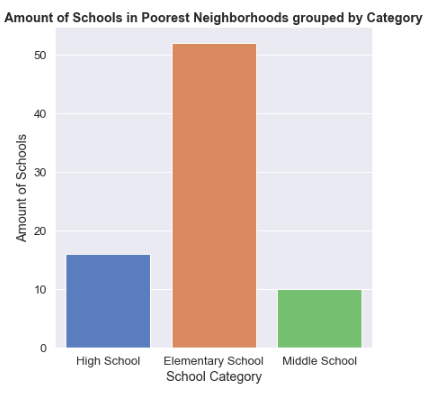 Amount of Schools in Poorest Neighborhoods grouped by Category
50
40
30
20
10
0
Amount of Schools
High School
Elementary School
Middle School
School Category